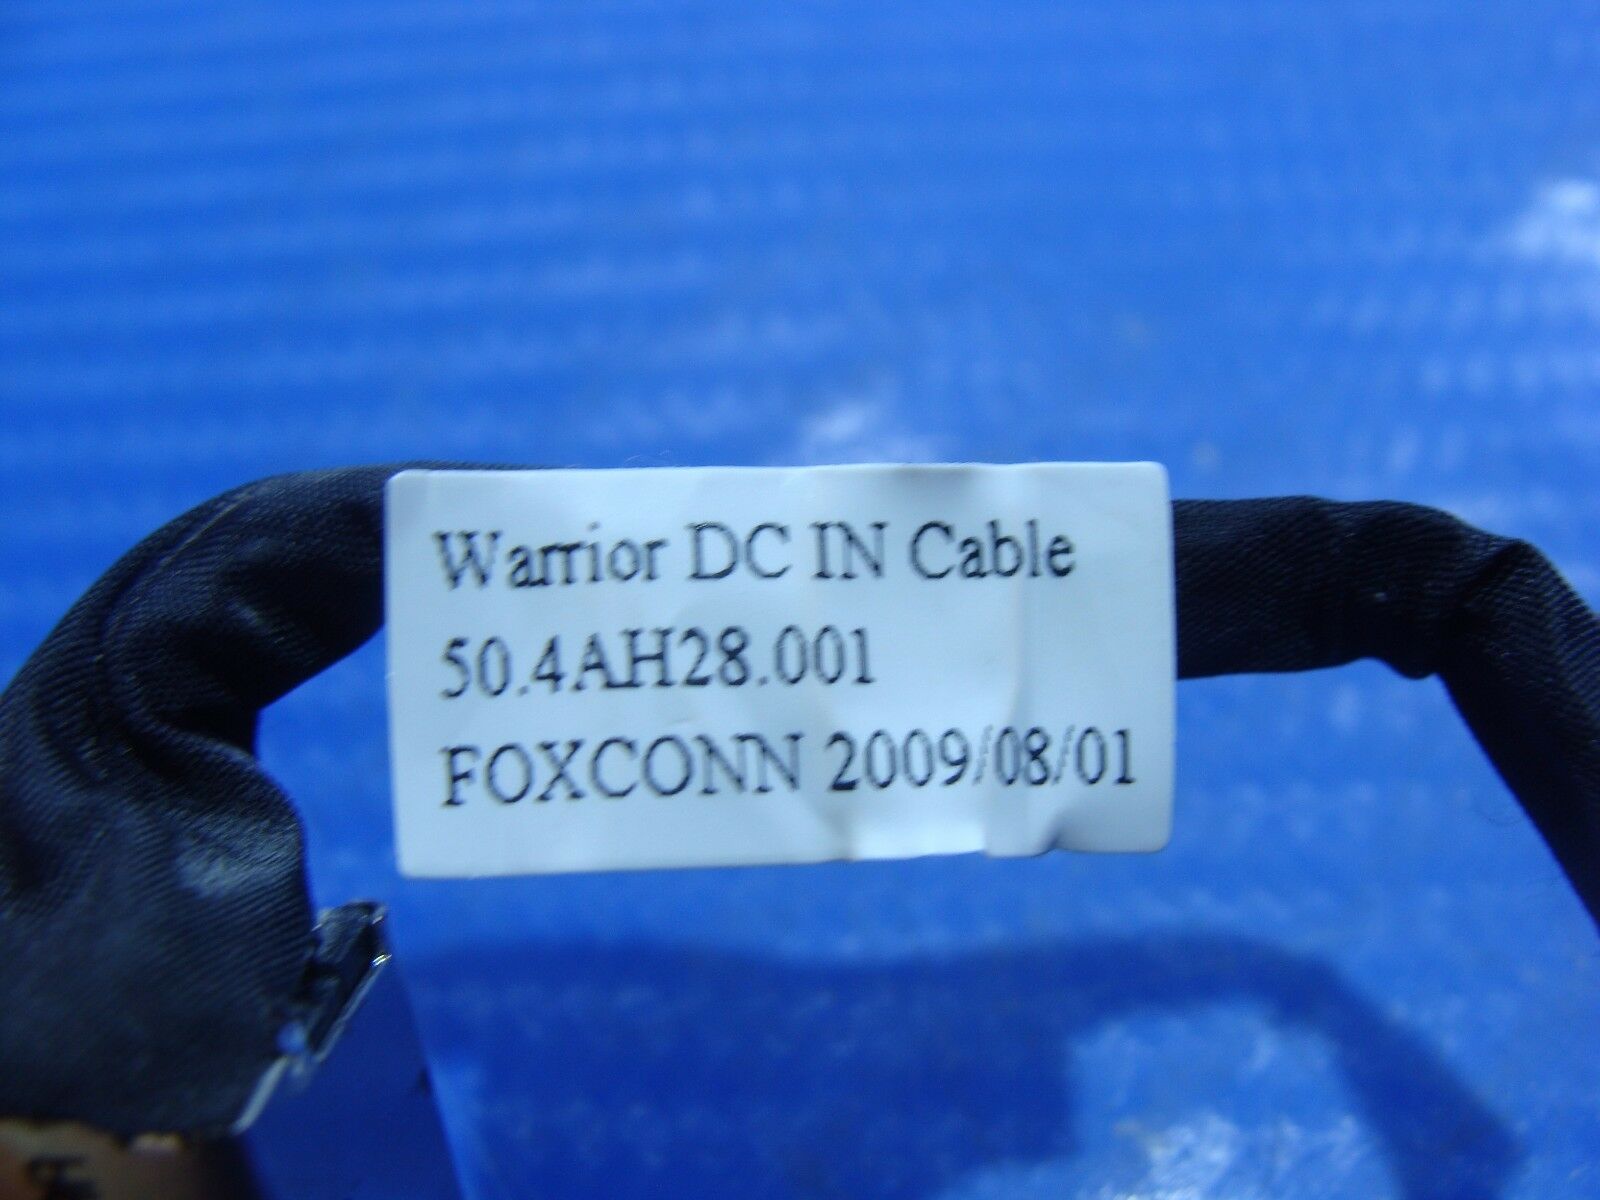 Warrior DC IN Cable
50.4AH28.001
FOXCONN 2009/08/01